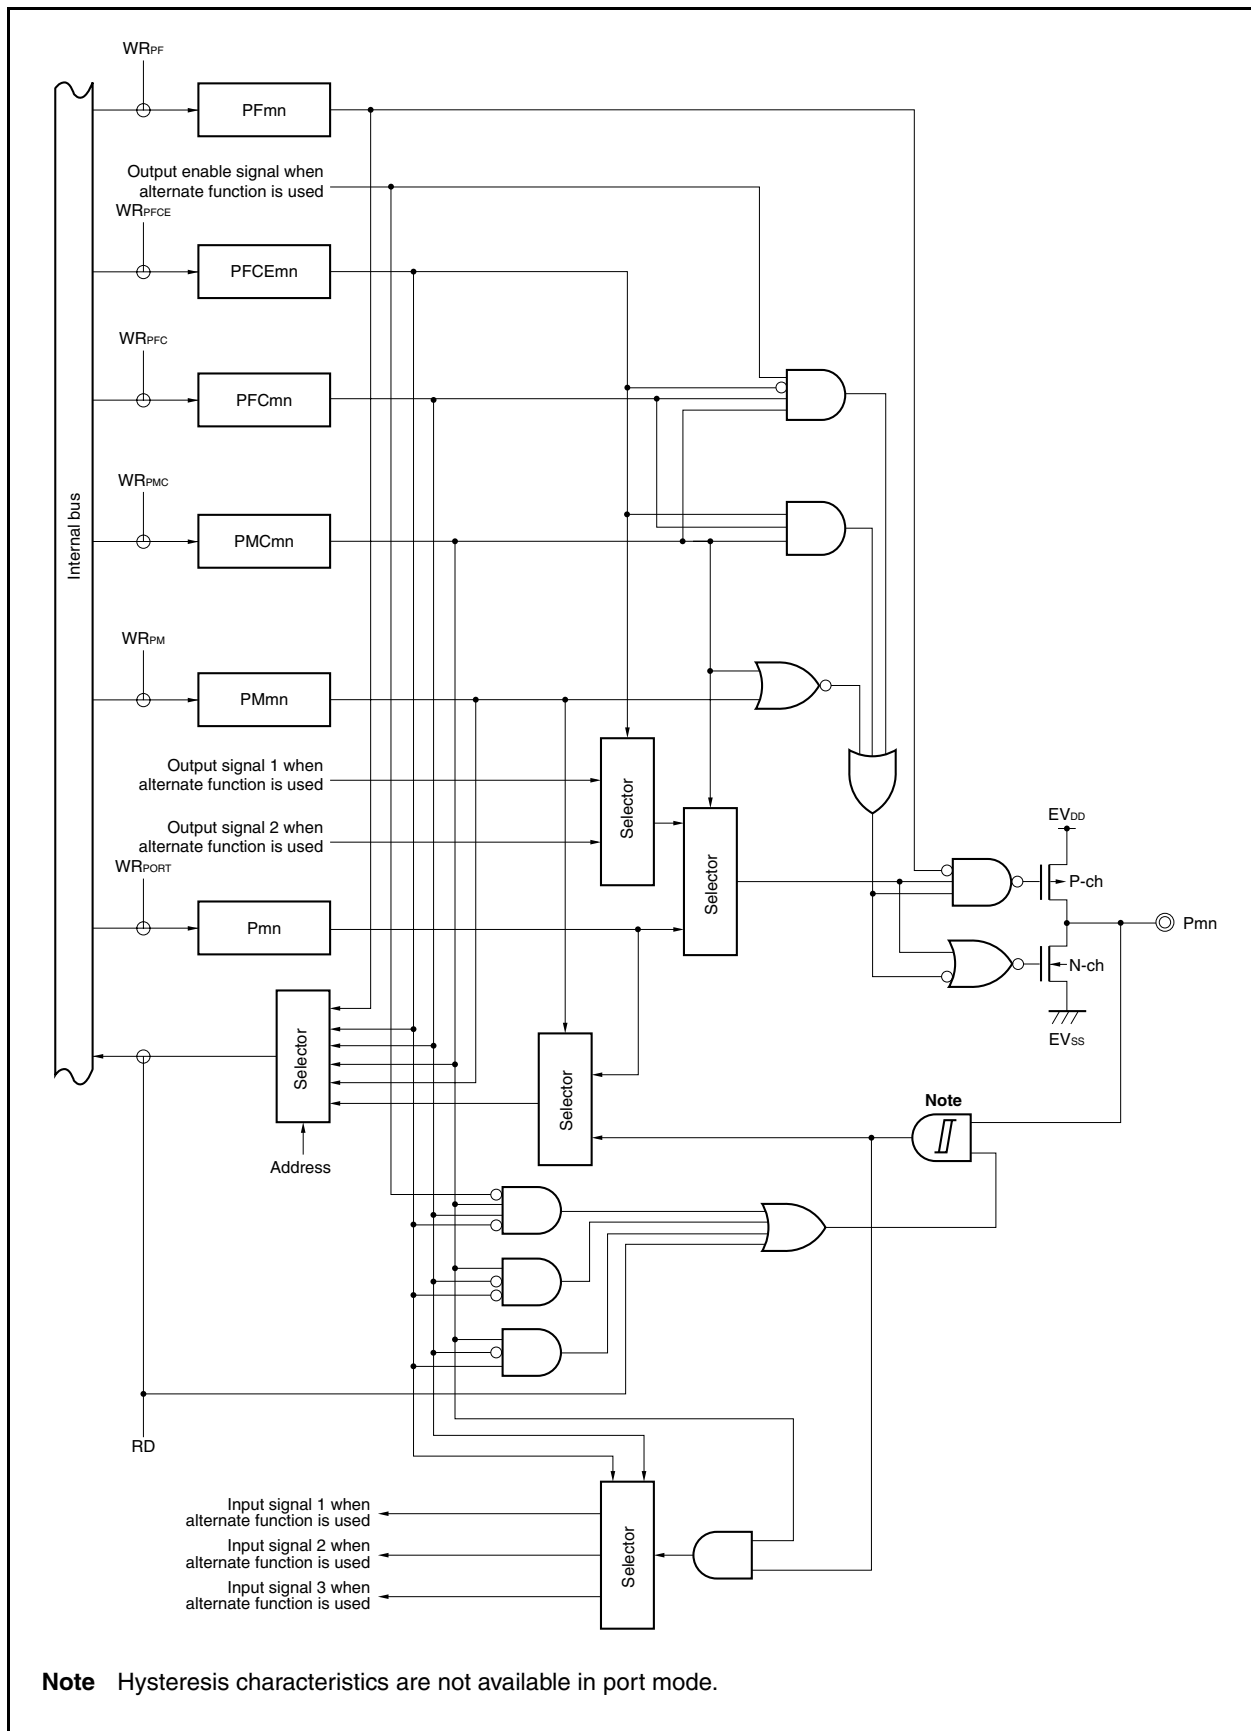 WRPF
PFmn
Output enable signal when
alternate function is used
WRPFCE
PFCEmn
WRPFC
PFCmn
Internal bus
WRPMC
PMCmn
WRPM
PMmn
Output signal 1 when
alternate function is used
Selector
Output signal 2 when
alternate function is used
Selector
EVDD
P-ch
WRPORT
Pmn
Pmn
N-ch
EVSS
Selector
Selector
Note
Address
RD
Input signal 1 when
alternate function is used
Input signal 2 when
alternate function is used
Input signal 3 when
alternate function is used
Selector
Note Hysteresis characteristics are not available in port mode.